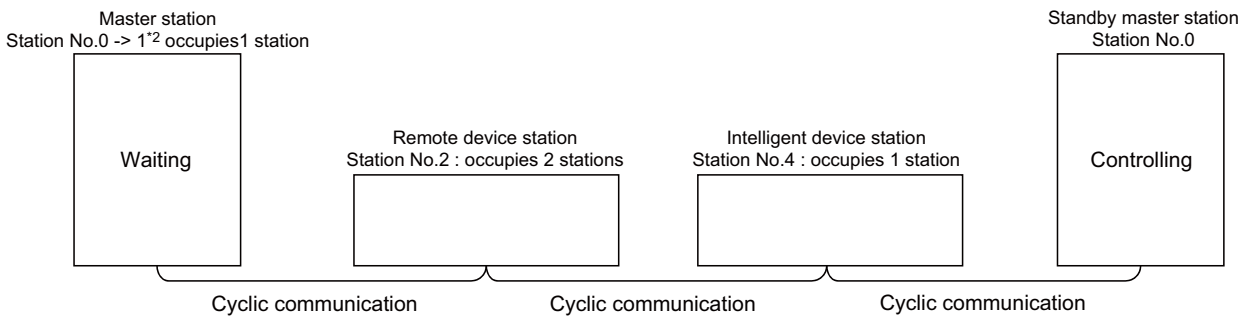 Master station
Station No.0 -> 1*2 occupies1 station
Waiting
Remote device station
Station No.2 : occupies 2 stations
Intelligent device station
Station No.4 : occupies 1 station
Standby master station
Station No.0
Controlling
Cyclic communication
Cyclic communication
Cyclic communication